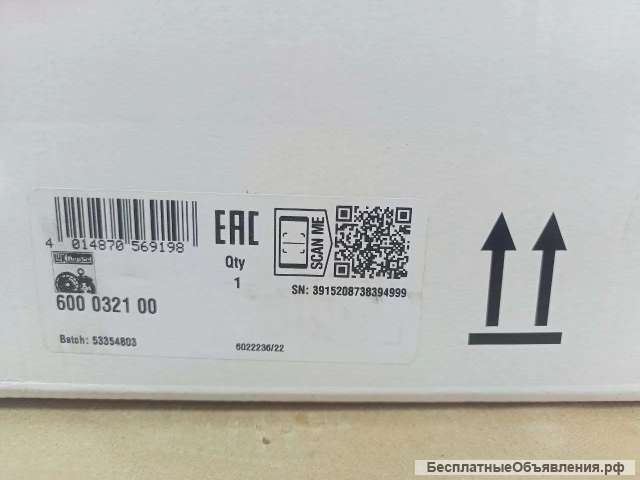 4 014870 569198
EAC
Qty
1
SCAN ME
SN: 3915208738394999
600 0321 00
Batch: 53354803
6022236/22
БесплатныеОбъявления.рф